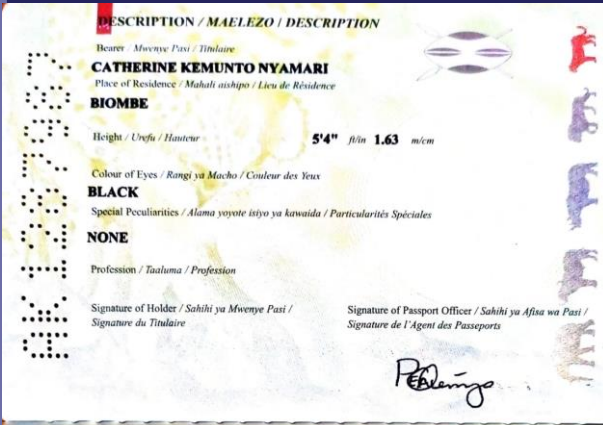 DESCRIPTION / MAELEZO / DESCRIPTION
Bearer / Mwenye Pasi / Titulaire
CATHERINE KEMUNTO NYAMARI
Place of Residence / Mahali aishipo / Lieu de Résidence
BIOMBE
Height / Urefu / Hauteur 5'4" ft/in 1.63 m/cm
Colour of Eyes / Rangi ya Macho / Couleur des Yeux
BLACK
Special Peculiarities / Alama yoyote isiyo ya kawaida / Particularités Spéciales
NONE
Profession / Taaluma / Profession
Signature of Holder / Sahihi ya Mwenye Pasi /
Signature du Titulaire
Signature of Passport Officer / Sahihi ya Afisa wa Pasi /
Signature de l'Agent des Passeports
AK1287987